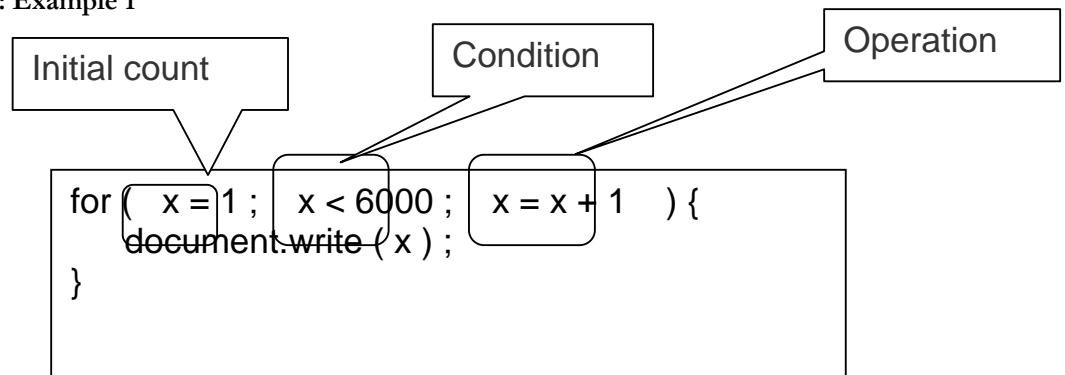 : Example 1
Initial count
Condition
Operation
for ( x = 1 ; x < 6000 ; x = x + 1 ) {
document.write ( x ) ;
}